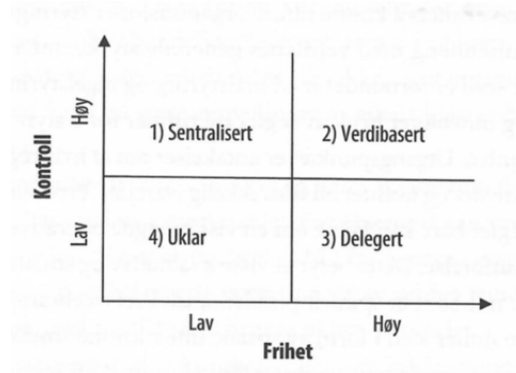 Kontroll
Høy
1) Sentralisert
2) Verdibasert
Lav
4) Uklar
3) Delegert
Lav
Høy
Frihet